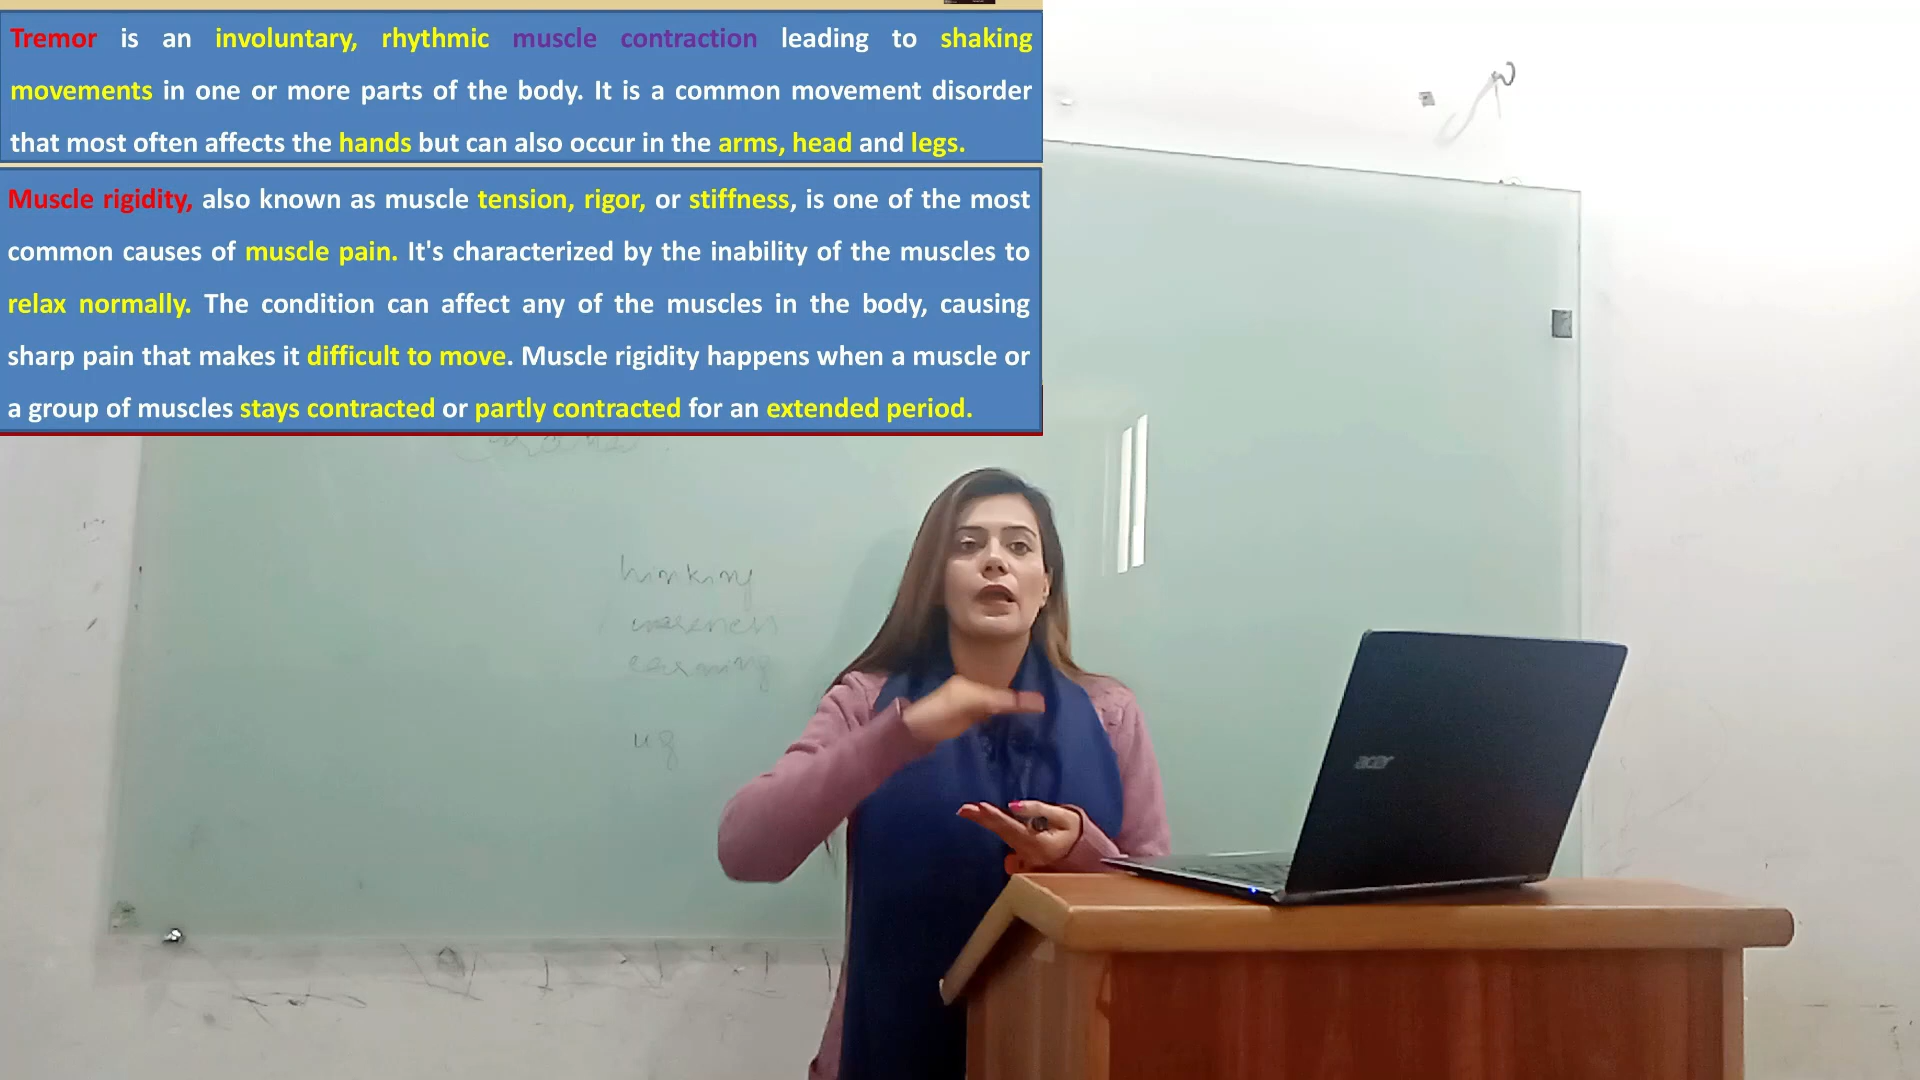 Tremor is an involuntary, rhythmic muscle contraction leading to shaking
movements in one or more parts of the body. It is a common movement disorder
that most often affects the hands but can also occur in the arms, head and legs.
Muscle rigidity, also known as muscle tension, rigor, or stiffness, is one of the most
common causes of muscle pain. It's characterized by the inability of the muscles to
relax normally. The condition can affect any of the muscles in the body, causing
sharp pain that makes it difficult to move. Muscle rigidity happens when a muscle or
a group of muscles stays contracted or partly contracted for an extended period.
hinking
earning
ug
acer